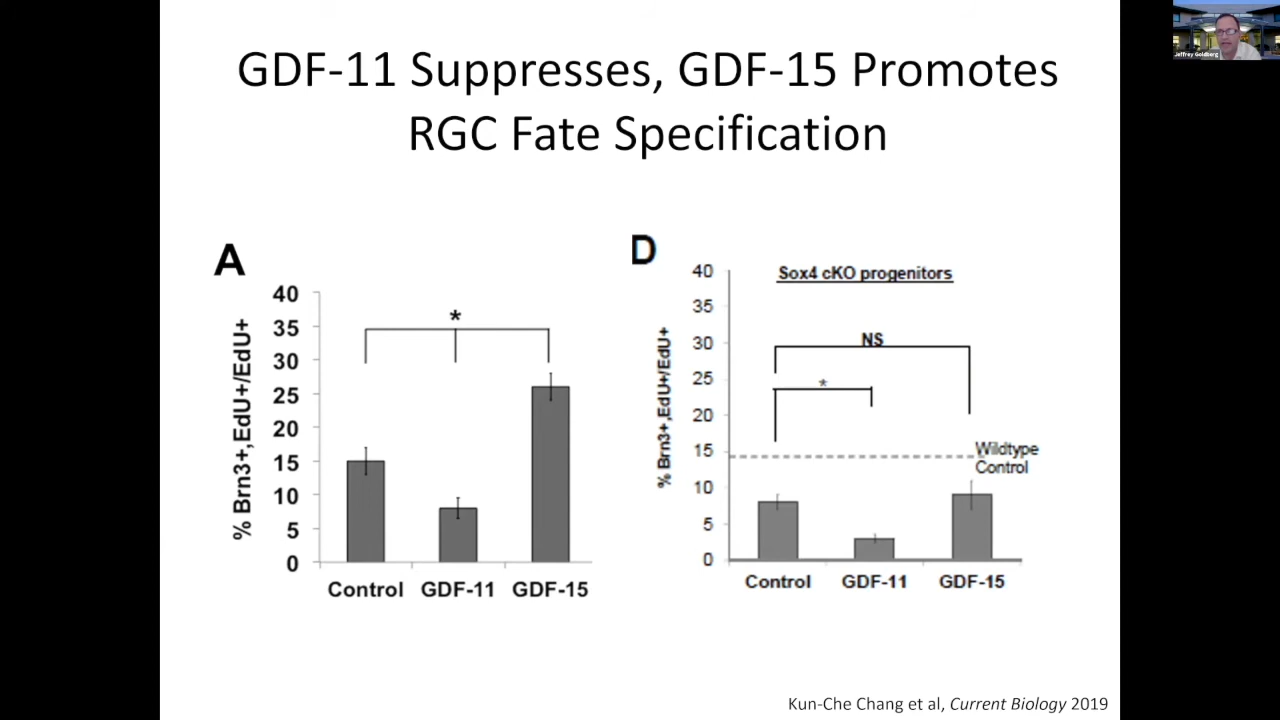 GDF-11 Suppresses, GDF-15 Promotes
RGC Fate Specification
Jeffrey Goldberg
A
% Brn3+,EdU+/EdU+
40
35
30
25
20
15
10
5
0
*
Control GDF-11 GDF-15
D
% Brn3+,EdU+/EdU+
40
35
30
25
20
15
10
5
0
Sox4 cKO progenitors
NS
*
Wildtype
Control
Control GDF-11 GDF-15
Kun-Che Chang et al, Current Biology 2019